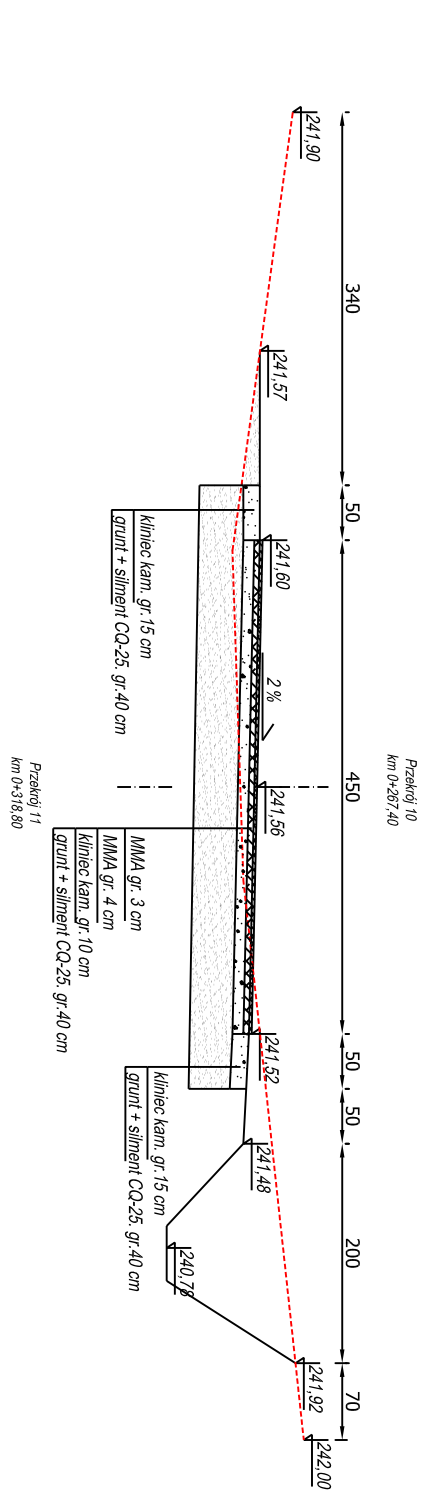 Przekrój 10
km 0+267,40
340
50
450
50
50
200
70
241,90
241,57
241,60
2 %
241,56
241,52
241,48
240,78
241,92
242,00
kliniec kam. gr.15 cm
grunt + silment CQ-25. gr.40 cm
MMA gr. 3 cm
MMA gr. 4 cm
kliniec kam. gr.10 cm
grunt + silment CQ-25. gr.40 cm
kliniec kam. gr.15 cm
grunt + silment CQ-25. gr.40 cm
Przekrój 11
km 0+318,80